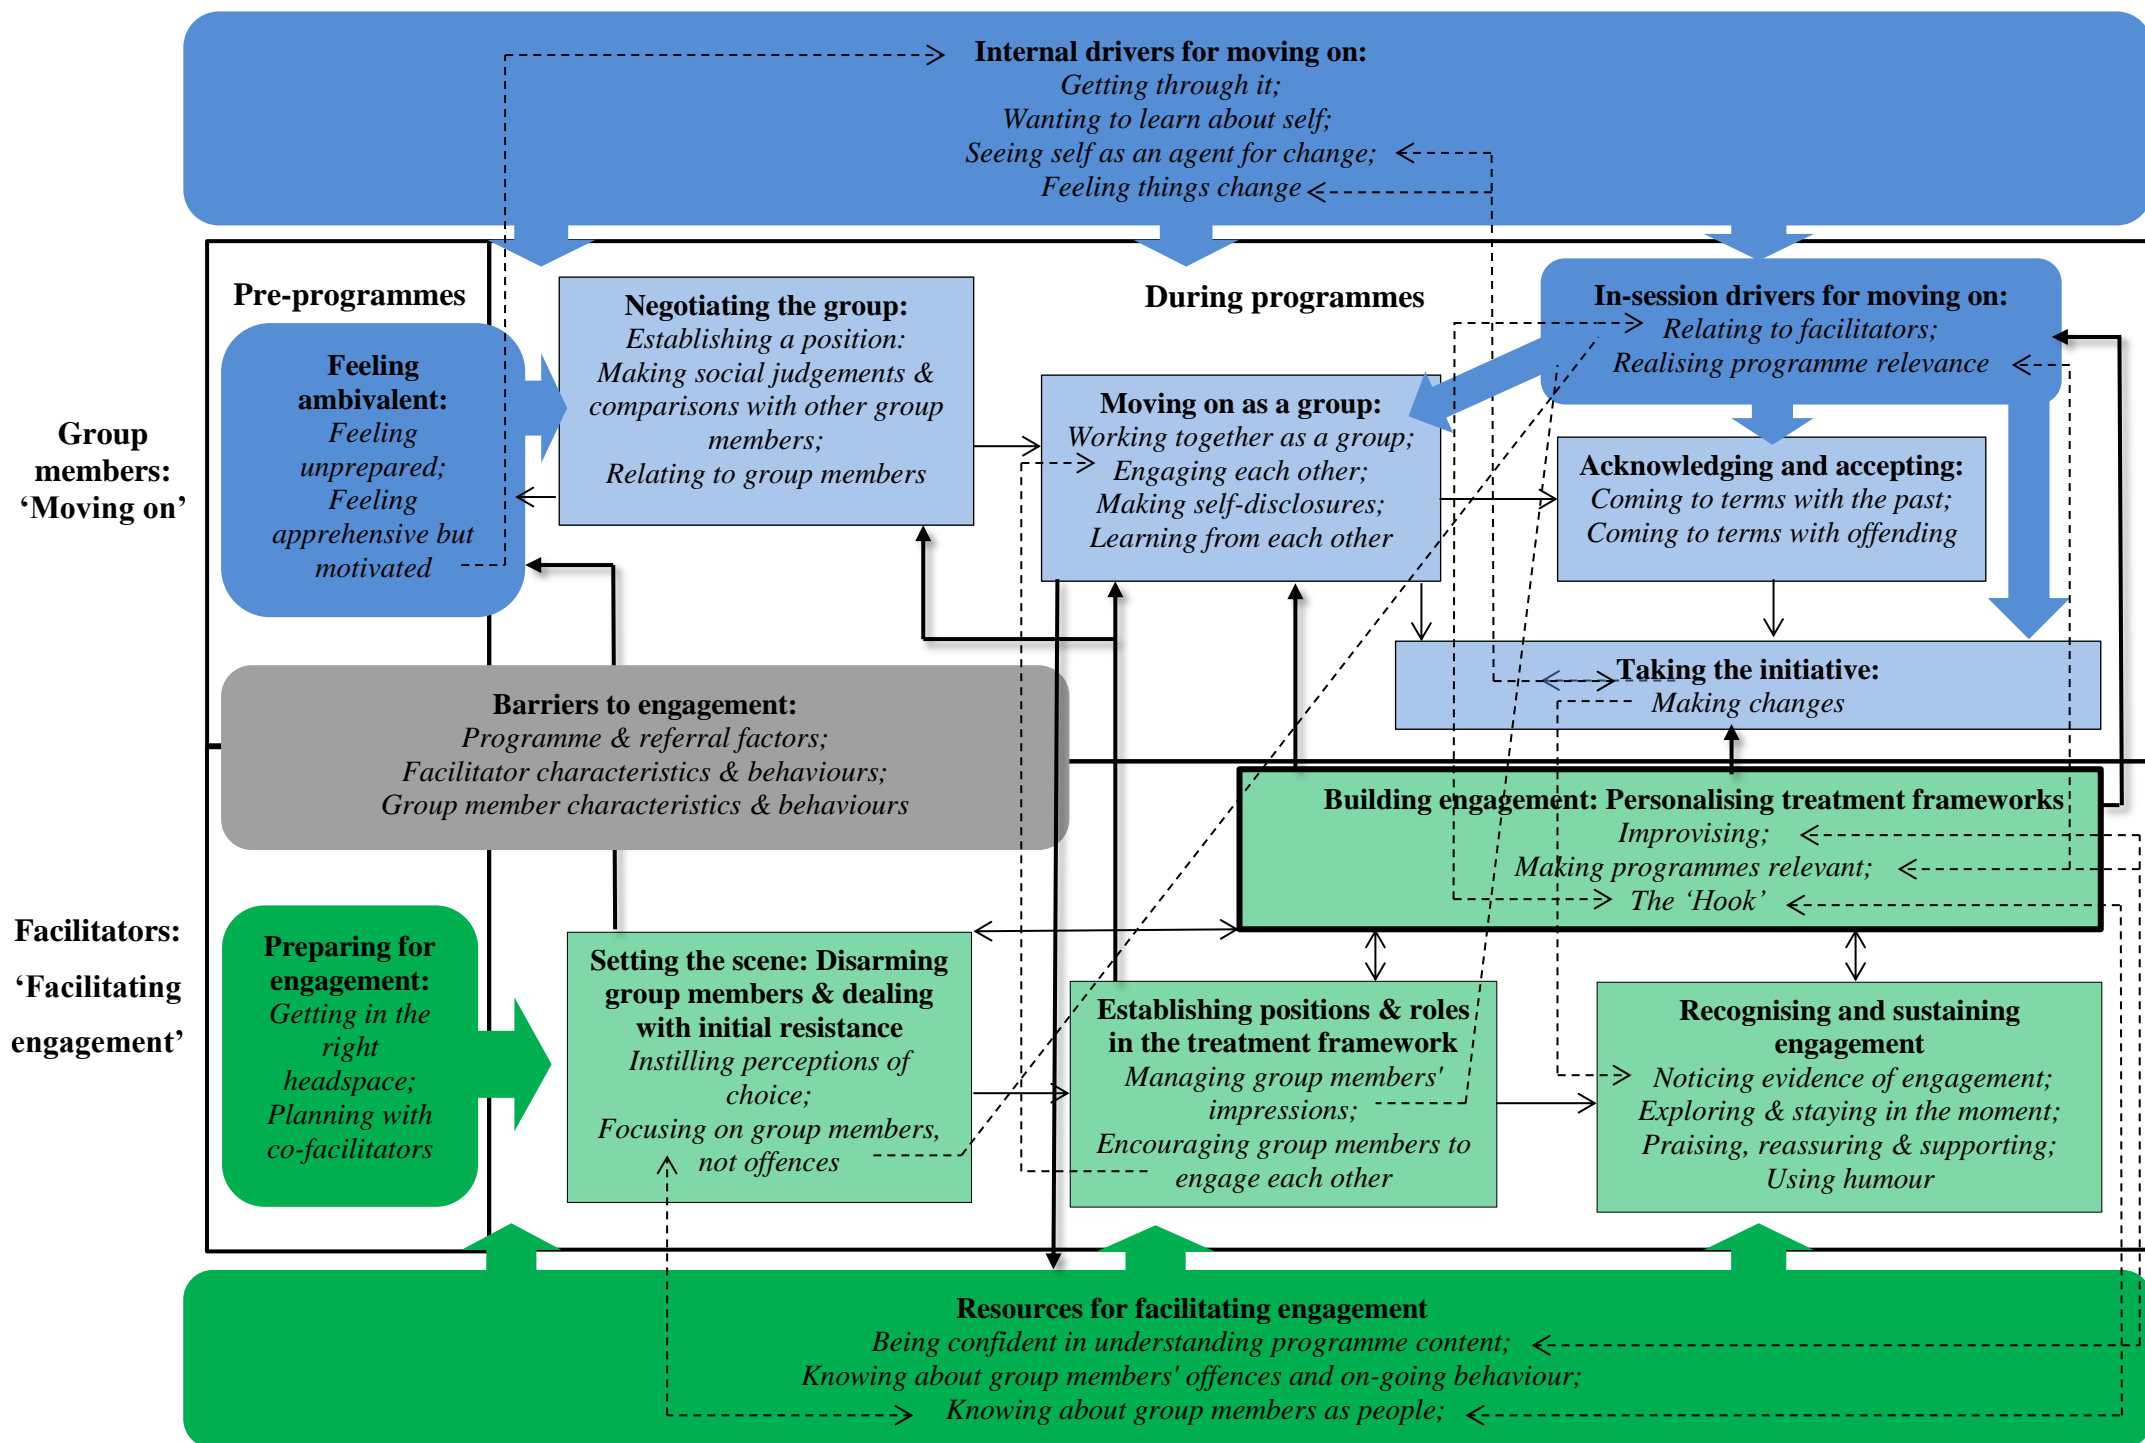 Internal drivers for moving on:
Getting through it;
Wanting to learn about self;
Seeing self as an agent for change;
Feeling things change
Pre-programmes
During programmes
Group
members:
‘Moving on’
Feeling
ambivalent:
Feeling
unprepared;
Feeling
apprehensive but
motivated
Negotiating the group:
Establishing a position:
Making social judgements &
comparisons with other group
members;
Relating to group members
Moving on as a group:
Working together as a group;
Engaging each other;
Making self-disclosures;
Learning from each other
In-session drivers for moving on:
Relating to facilitators;
Realising programme relevance
Acknowledging and accepting:
Coming to terms with the past;
Coming to terms with offending
Taking the initiative:
Making changes
Barriers to engagement:
Programme & referral factors;
Facilitator characteristics & behaviours;
Group member characteristics & behaviours
Building engagement: Personalising treatment frameworks
Improvising;
Making programmes relevant;
The ‘Hook’
Facilitators:
‘Facilitating
engagement’
Preparing for
engagement:
Getting in the
right
headspace;
Planning with
co-facilitators
Setting the scene: Disarming
group members & dealing
with initial resistance
Instilling perceptions of
choice;
Focusing on group members,
not offences
Establishing positions & roles
in the treatment framework
Managing group members'
impressions;
Encouraging group members to
engage each other
Recognising and sustaining
engagement
Noticing evidence of engagement;
Exploring & staying in the moment;
Praising, reassuring & supporting;
Using humour
Resources for facilitating engagement
Being confident in understanding programme content;
Knowing about group members' offences and on-going behaviour;
Knowing about group members as people;